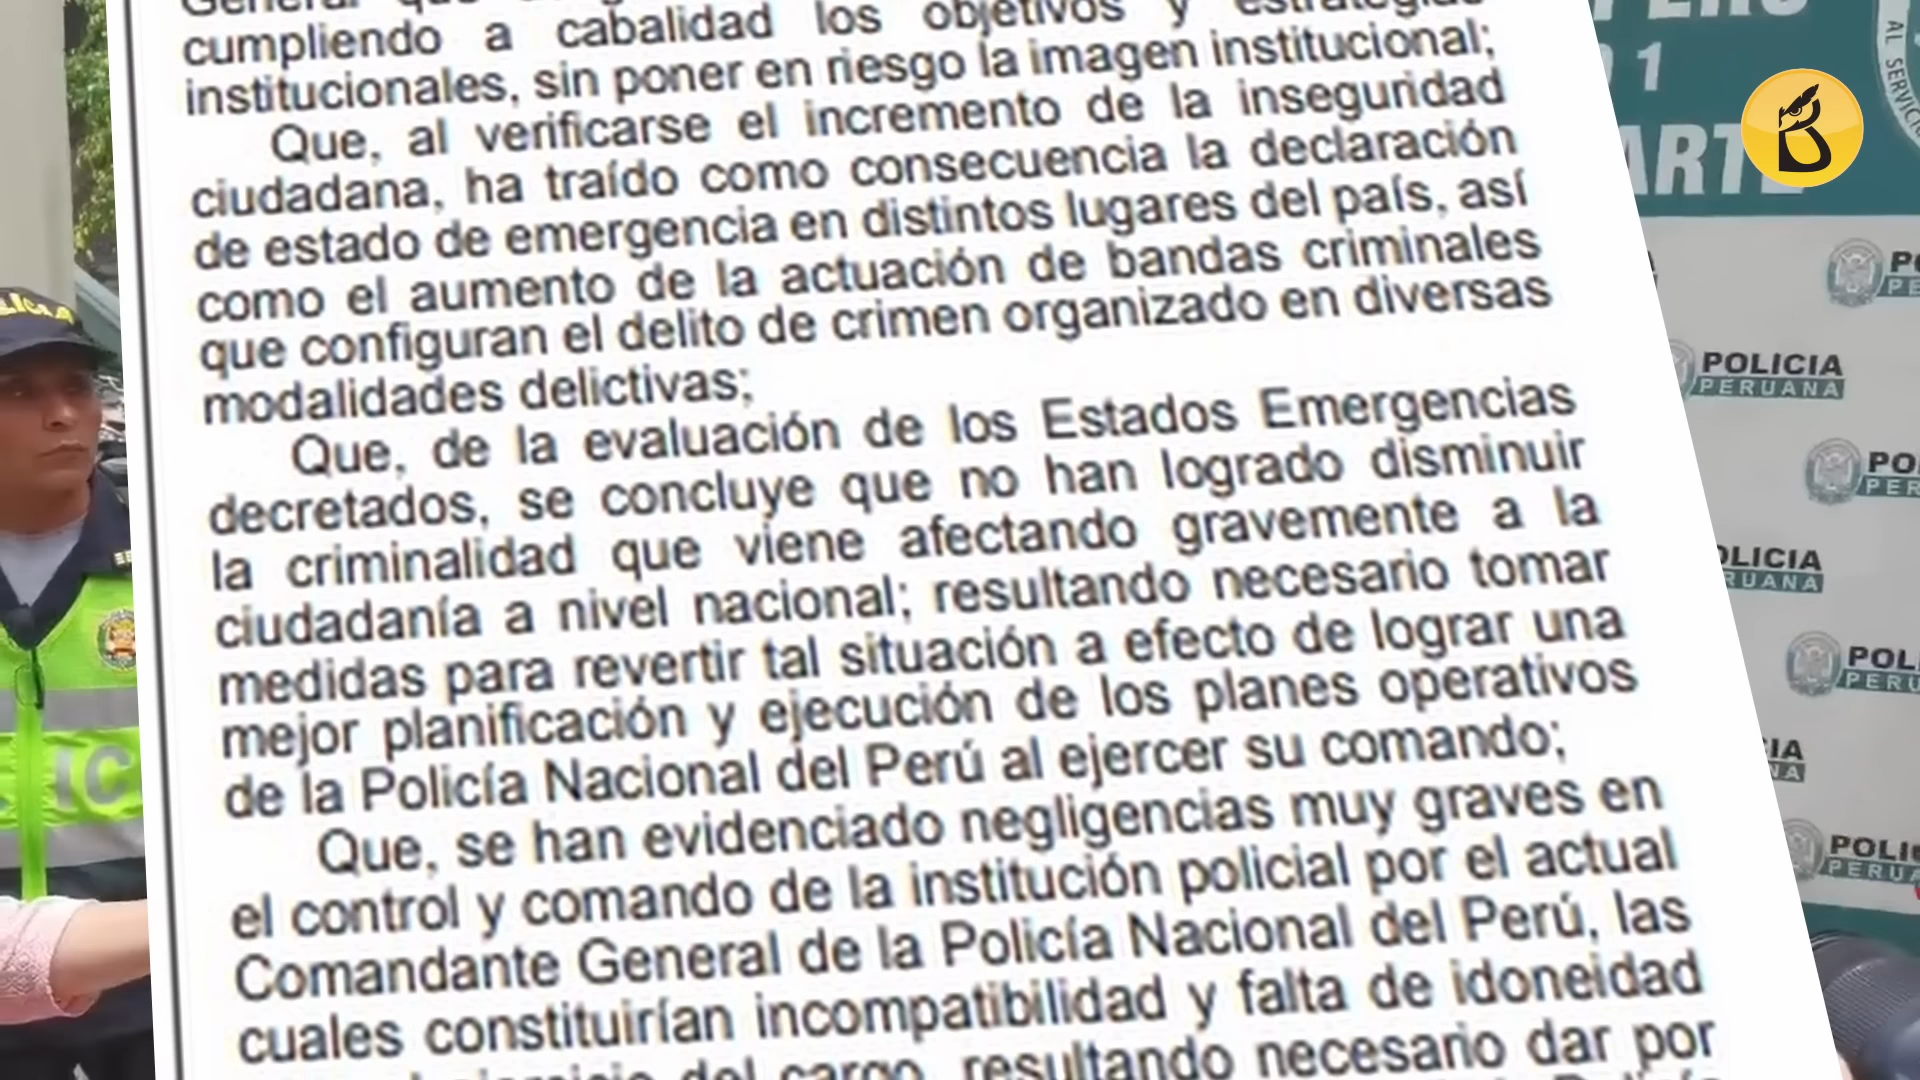 cumpliendo a cabalidad los objetivos y estrategias
institucionales, sin poner en riesgo la imagen institucional;
Que, al verificarse el incremento de la inseguridad
ciudadana, ha traído como consecuencia la declaración
de estado de emergencia en distintos lugares del país, así
como el aumento de la actuación de bandas criminales
que configuran el delito de crimen organizado en diversas
modalidades delictivas;
Que, de la evaluación de los Estados Emergencias
decretados, se concluye que no han logrado disminuir
la criminalidad que viene afectando gravemente a la
ciudadanía a nivel nacional; resultando necesario tomar
medidas para revertir tal situación a efecto de lograr una
mejor planificación y ejecución de los planes operativos
de la Policía Nacional del Perú al ejercer su comando;
Que, se han evidenciado negligencias muy graves en
el control y comando de la institución policial por el actual
Comandante General de la Policía Nacional del Perú, las
cuales constituirían incompatibilidad y falta de idoneidad
del cargo, resultando necesario dar por
1
AL
B
POLICIA
PERUANA